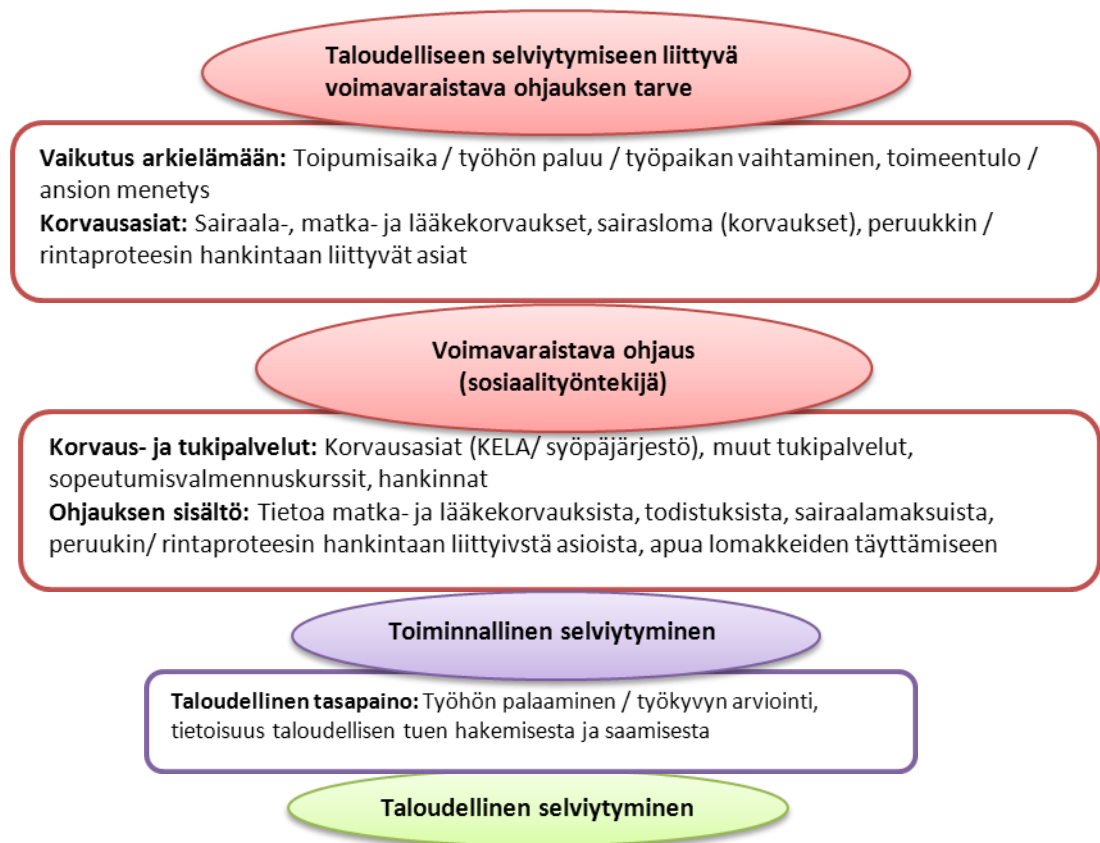 Taloudelliseen selviytymiseen liittyvä
voimavaraistava ohjauksen tarve
Vaikutus arkielämään: Toipumisaika / työhön paluu / työpaikan vaihtaminen, toimeentulo /
ansion menetys
Korvausasiat: Sairaala-, matka- ja lääkekorvaukset, sairasloma (korvaukset), peruukkin /
rintaproteesin hankintaan liittyvät asiat
Voimavaraistava ohjaus
(sosiaalityöntekijä)
Korvaus- ja tukipalvelut: Korvausasiat (KELA/ syöpäjärjestö), muut tukipalvelut,
sopeutumisvalmennuskurssit, hankinnat
Ohjauksen sisältö: Tietoa matka- ja lääkekorvauksista, todistuksista, sairaalamaksuista,
peruukin/ rintaproteesin hankintaan liittyivstä asioista, apua lomakkeiden täyttämiseen
Toiminnallinen selviytyminen
Taloudellinen tasapaino: Työhön palaaminen / työkyvyn arviointi,
tietoisuus taloudellisen tuen hakemisesta ja saamisesta
Taloudellinen selviytyminen